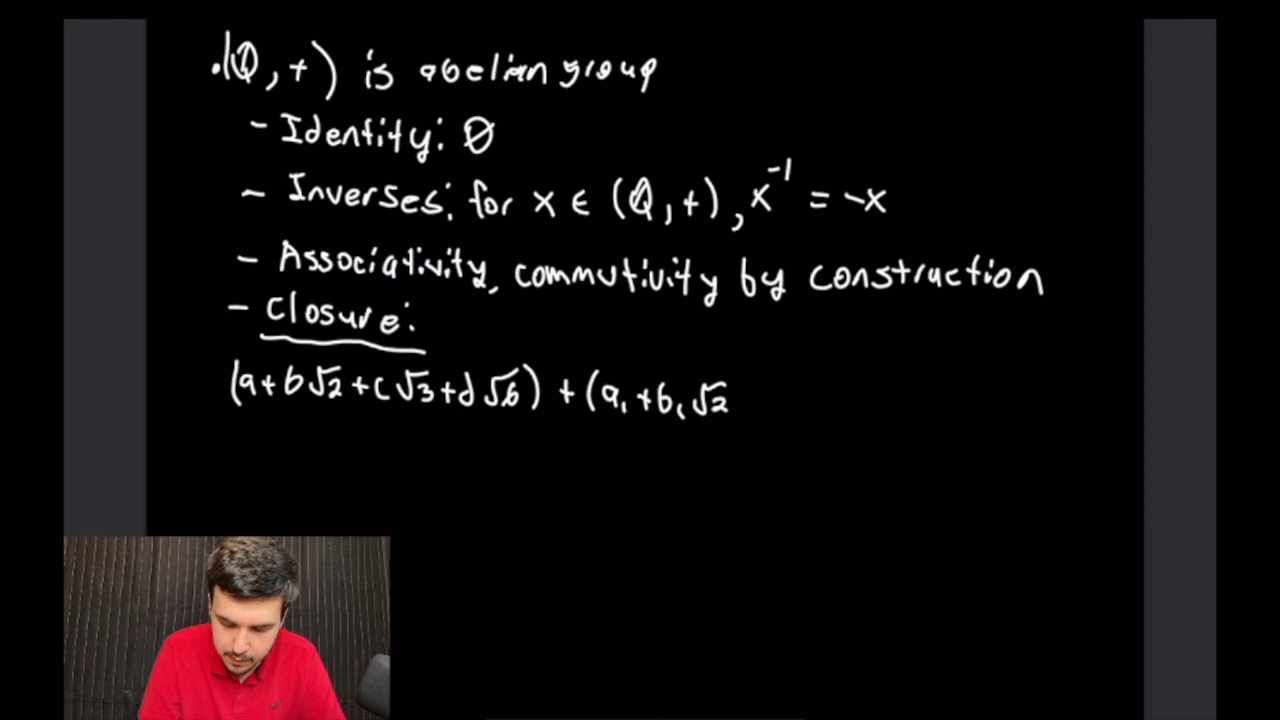 ·(Q, +) is abelian group
- Identity: 0
- Inverses: for x ∈ (Q, +), x⁻¹ = -x
- Associativity, commutivity by construction
- Closure:
(a+b√2+c√3+d√6) + (a₁ +b₁√2